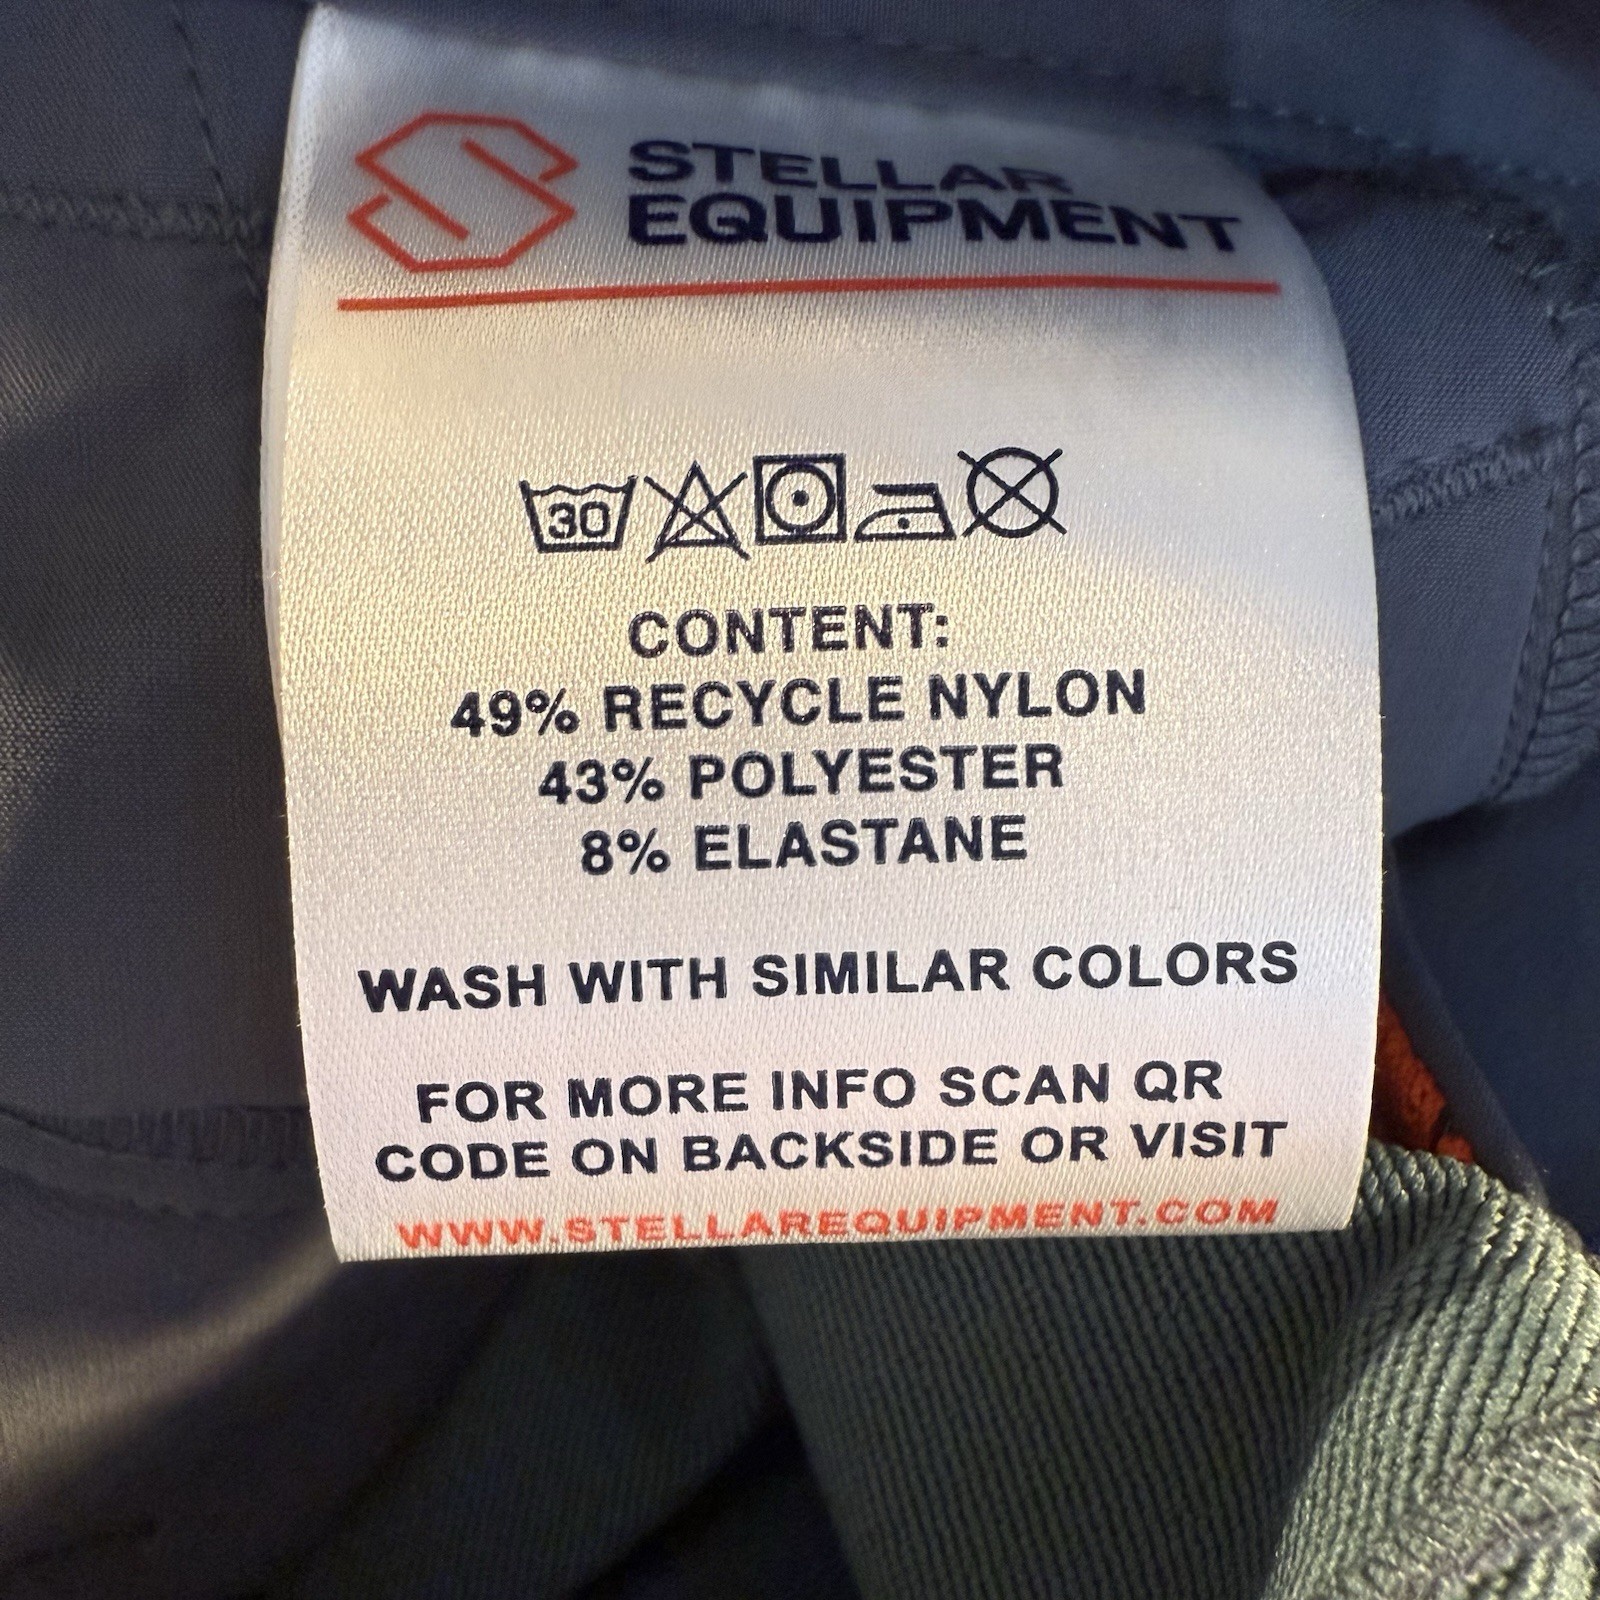 STELLAR
EQUIPMENT
30
CONTENT:
49% RECYCLE NYLON
43% POLYESTER
8% ELASTANE
WASH WITH SIMILAR COLORS
FOR MORE INFO SCAN QR
CODE ON BACKSIDE OR VISIT
WWW.STELLAREQUIPMENT.COM